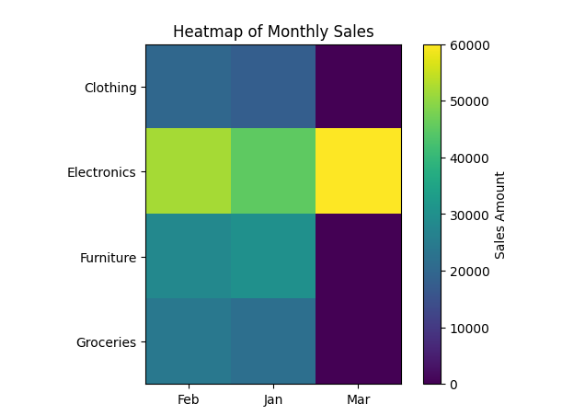 Heatmap of Monthly Sales
Clothing
Electronics
Furniture
Groceries
Feb Jan Mar
60000
50000
40000
30000
20000
10000
0
Sales Amount